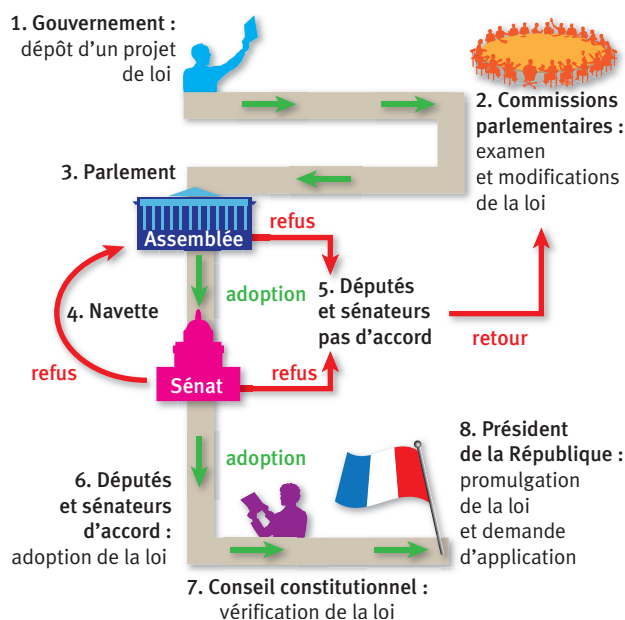 1. Gouvernement :
dépôt d’un projet
de loi
2. Commissions
parlementaires :
examen
et modifications
de la loi
3. Parlement
Assemblée
refus
adoption
4. Navette
5. Députés
et sénateurs
pas d’accord
retour
refus
Sénat
refus
adoption
6. Députés
et sénateurs
d’accord :
adoption de la loi
7. Conseil constitutionnel :
vérification de la loi
8. Président
de la République :
promulgation
de la loi
et demande
d’application